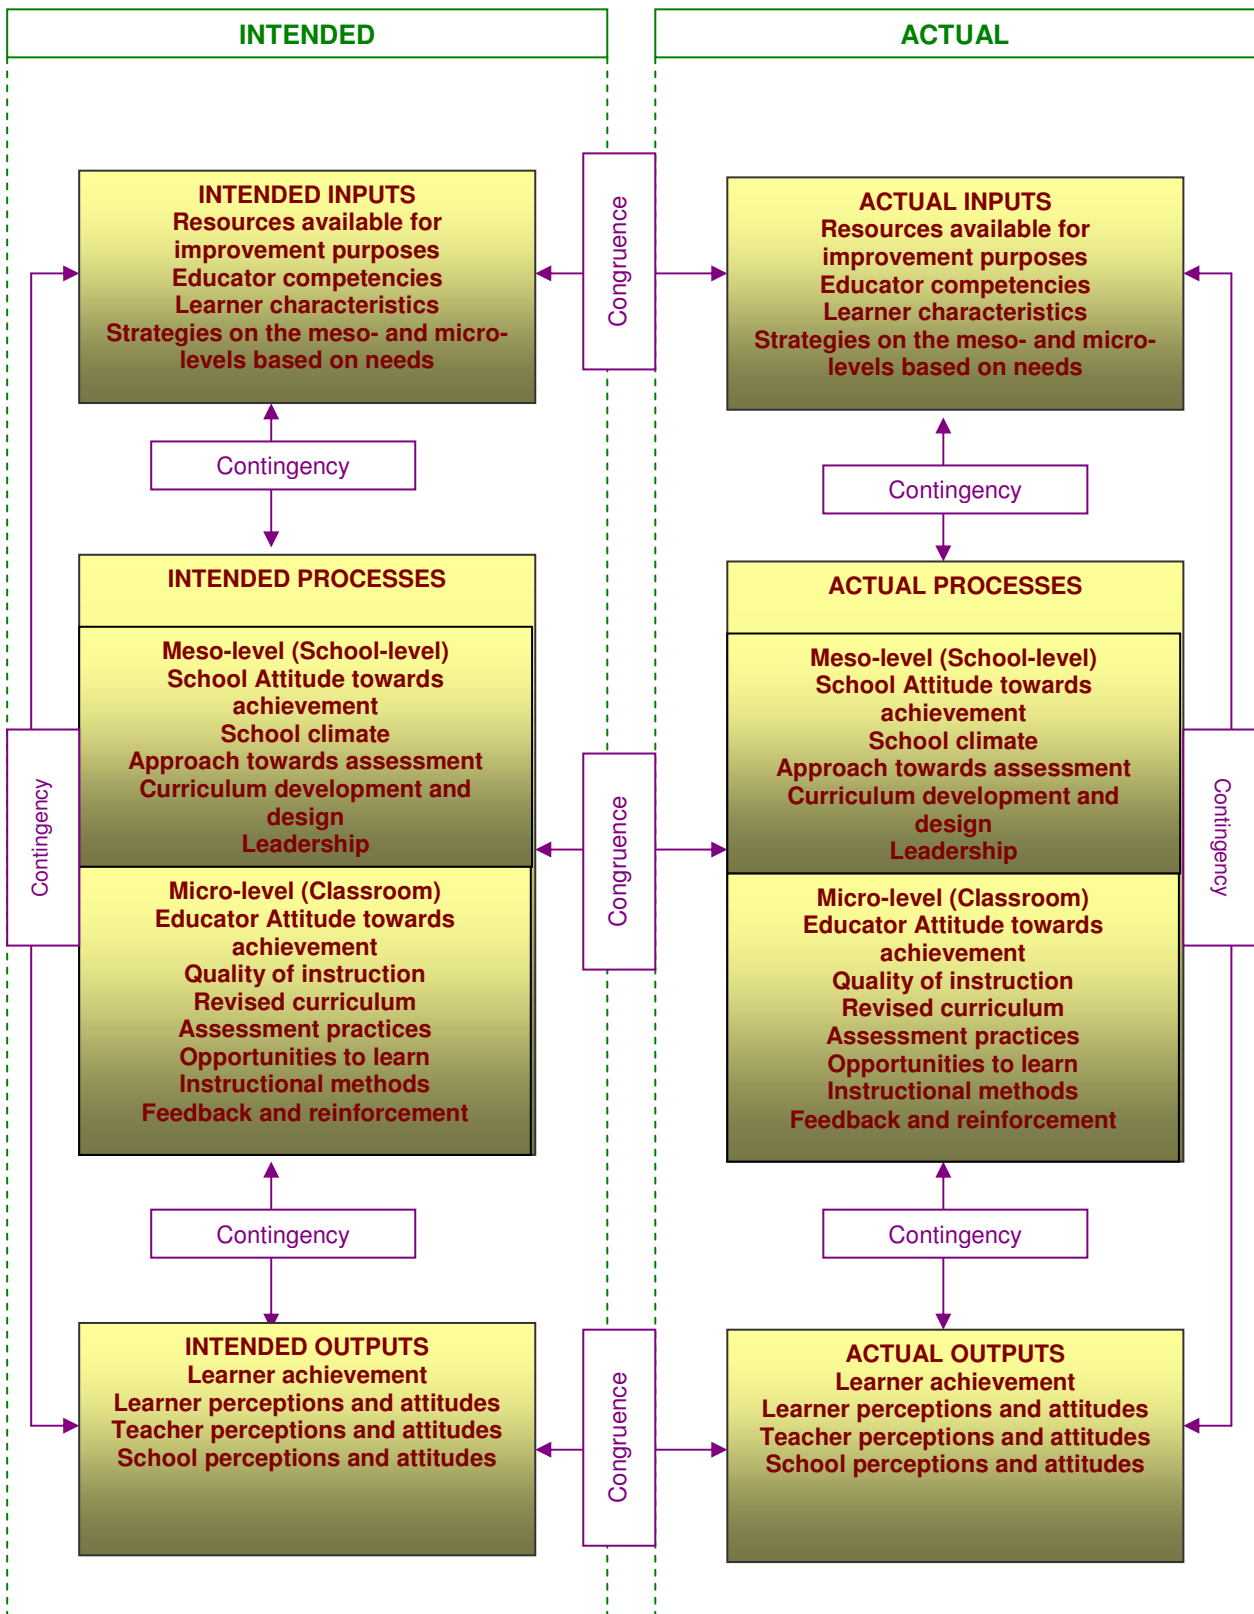 INTENDED
ACTUAL
INTENDED INPUTS
Resources available for
improvement purposes
Educator competencies
Learner characteristics
Strategies on the meso- and micro-
levels based on needs
Congruence
ACTUAL INPUTS
Resources available for
improvement purposes
Educator competencies
Learner characteristics
Strategies on the meso- and micro-
levels based on needs
Contingency
Contingency
INTENDED PROCESSES
Meso-level (School-level)
School Attitude towards
achievement
School climate
Approach towards assessment
Curriculum development and
design
Leadership
Micro-level (Classroom)
Educator Attitude towards
achievement
Quality of instruction
Revised curriculum
Assessment practices
Opportunities to learn
Instructional methods
Feedback and reinforcement
Contingency
Congruence
ACTUAL PROCESSES
Meso-level (School-level)
School Attitude towards
achievement
School climate
Approach towards assessment
Curriculum development and
design
Leadership
Micro-level (Classroom)
Educator Attitude towards
achievement
Quality of instruction
Revised curriculum
Assessment practices
Opportunities to learn
Instructional methods
Feedback and reinforcement
Contingency
Contingency
Contingency
INTENDED OUTPUTS
Learner achievement
Learner perceptions and attitudes
Teacher perceptions and attitudes
School perceptions and attitudes
Congruence
ACTUAL OUTPUTS
Learner achievement
Learner perceptions and attitudes
Teacher perceptions and attitudes
School perceptions and attitudes